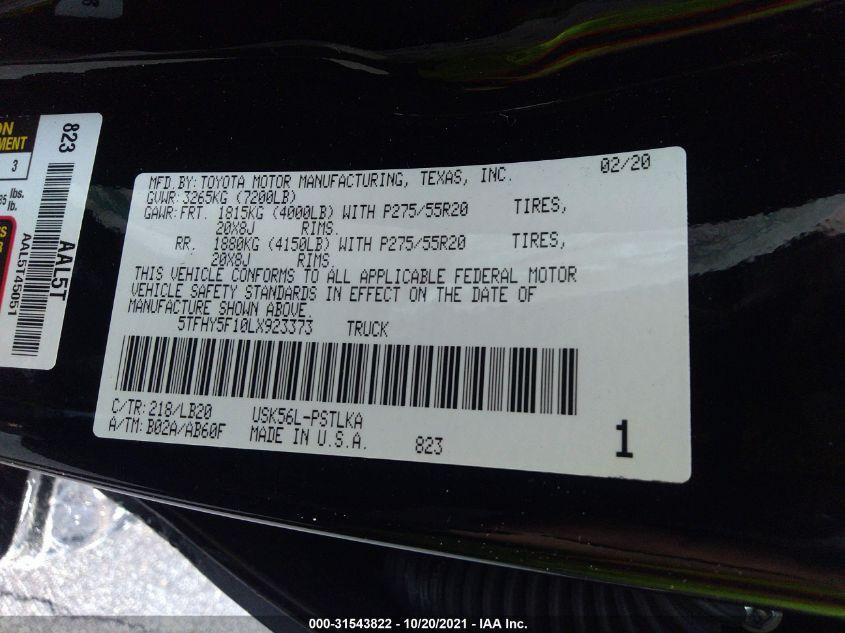 ON
MENT
3
lbs.
lb.
S
R
823
AAL5T
AAL5T45051
MFD.BY:TOYOTA MOTOR MANUFACTURING, TEXAS, INC. 02/20
GVWR:3265KG (7200LB)
GAWR:FRT. 1815KG (4000LB) WITH P275/55R20 TIRES,
20X8J RIMS.
RR. 1880KG (4150LB) WITH P275/55R20 TIRES,
20X8J RIMS.
THIS VEHICLE CONFORMS TO ALL APPLICABLE FEDERAL MOTOR
VEHICLE SAFETY STANDARDS IN EFFECT ON THE DATE OF
MANUFACTURE SHOWN ABOVE.
5TFHY5F10LX923373 TRUCK
C/TR:218/LB20 USK56L-PSTLKA
A/TM:B02A/AB60F MADE IN U.S.A. 823 1
000-31543822 - 10/20/2021 - IAA Inc.